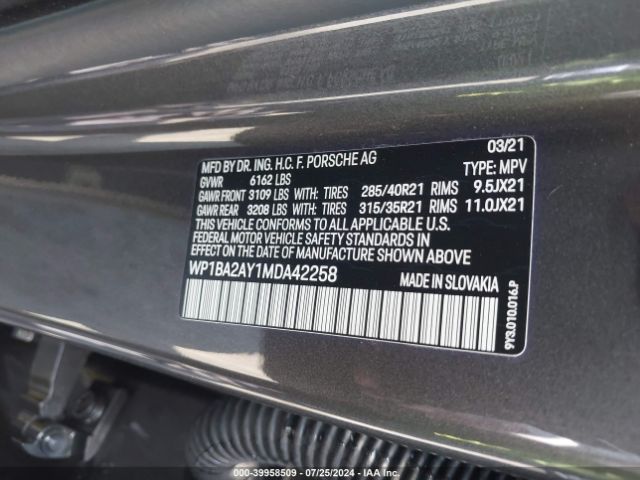 03/21
MFD BY DR. ING. H.C. F. PORSCHE AG TYPE: MPV
GVWR 6162 LBS
GAWR FRONT 3109 LBS WITH: TIRES 285/40R21 RIMS 9.5JX21
GAWR REAR 3208 LBS WITH: TIRES 315/35R21 RIMS 11.0JX21
THIS VEHICLE CONFORMS TO ALL APPLICABLE U.S.
FEDERAL MOTOR VEHICLE SAFETY STANDARDS IN
EFFECT ON THE DATE OF MANUFACTURE SHOWN ABOVE
WP1BA2AY1MDA42258 MADE IN SLOVAKIA
9Y3.010.016.P
000-39958509 - 07/25/2024 - IAA Inc.